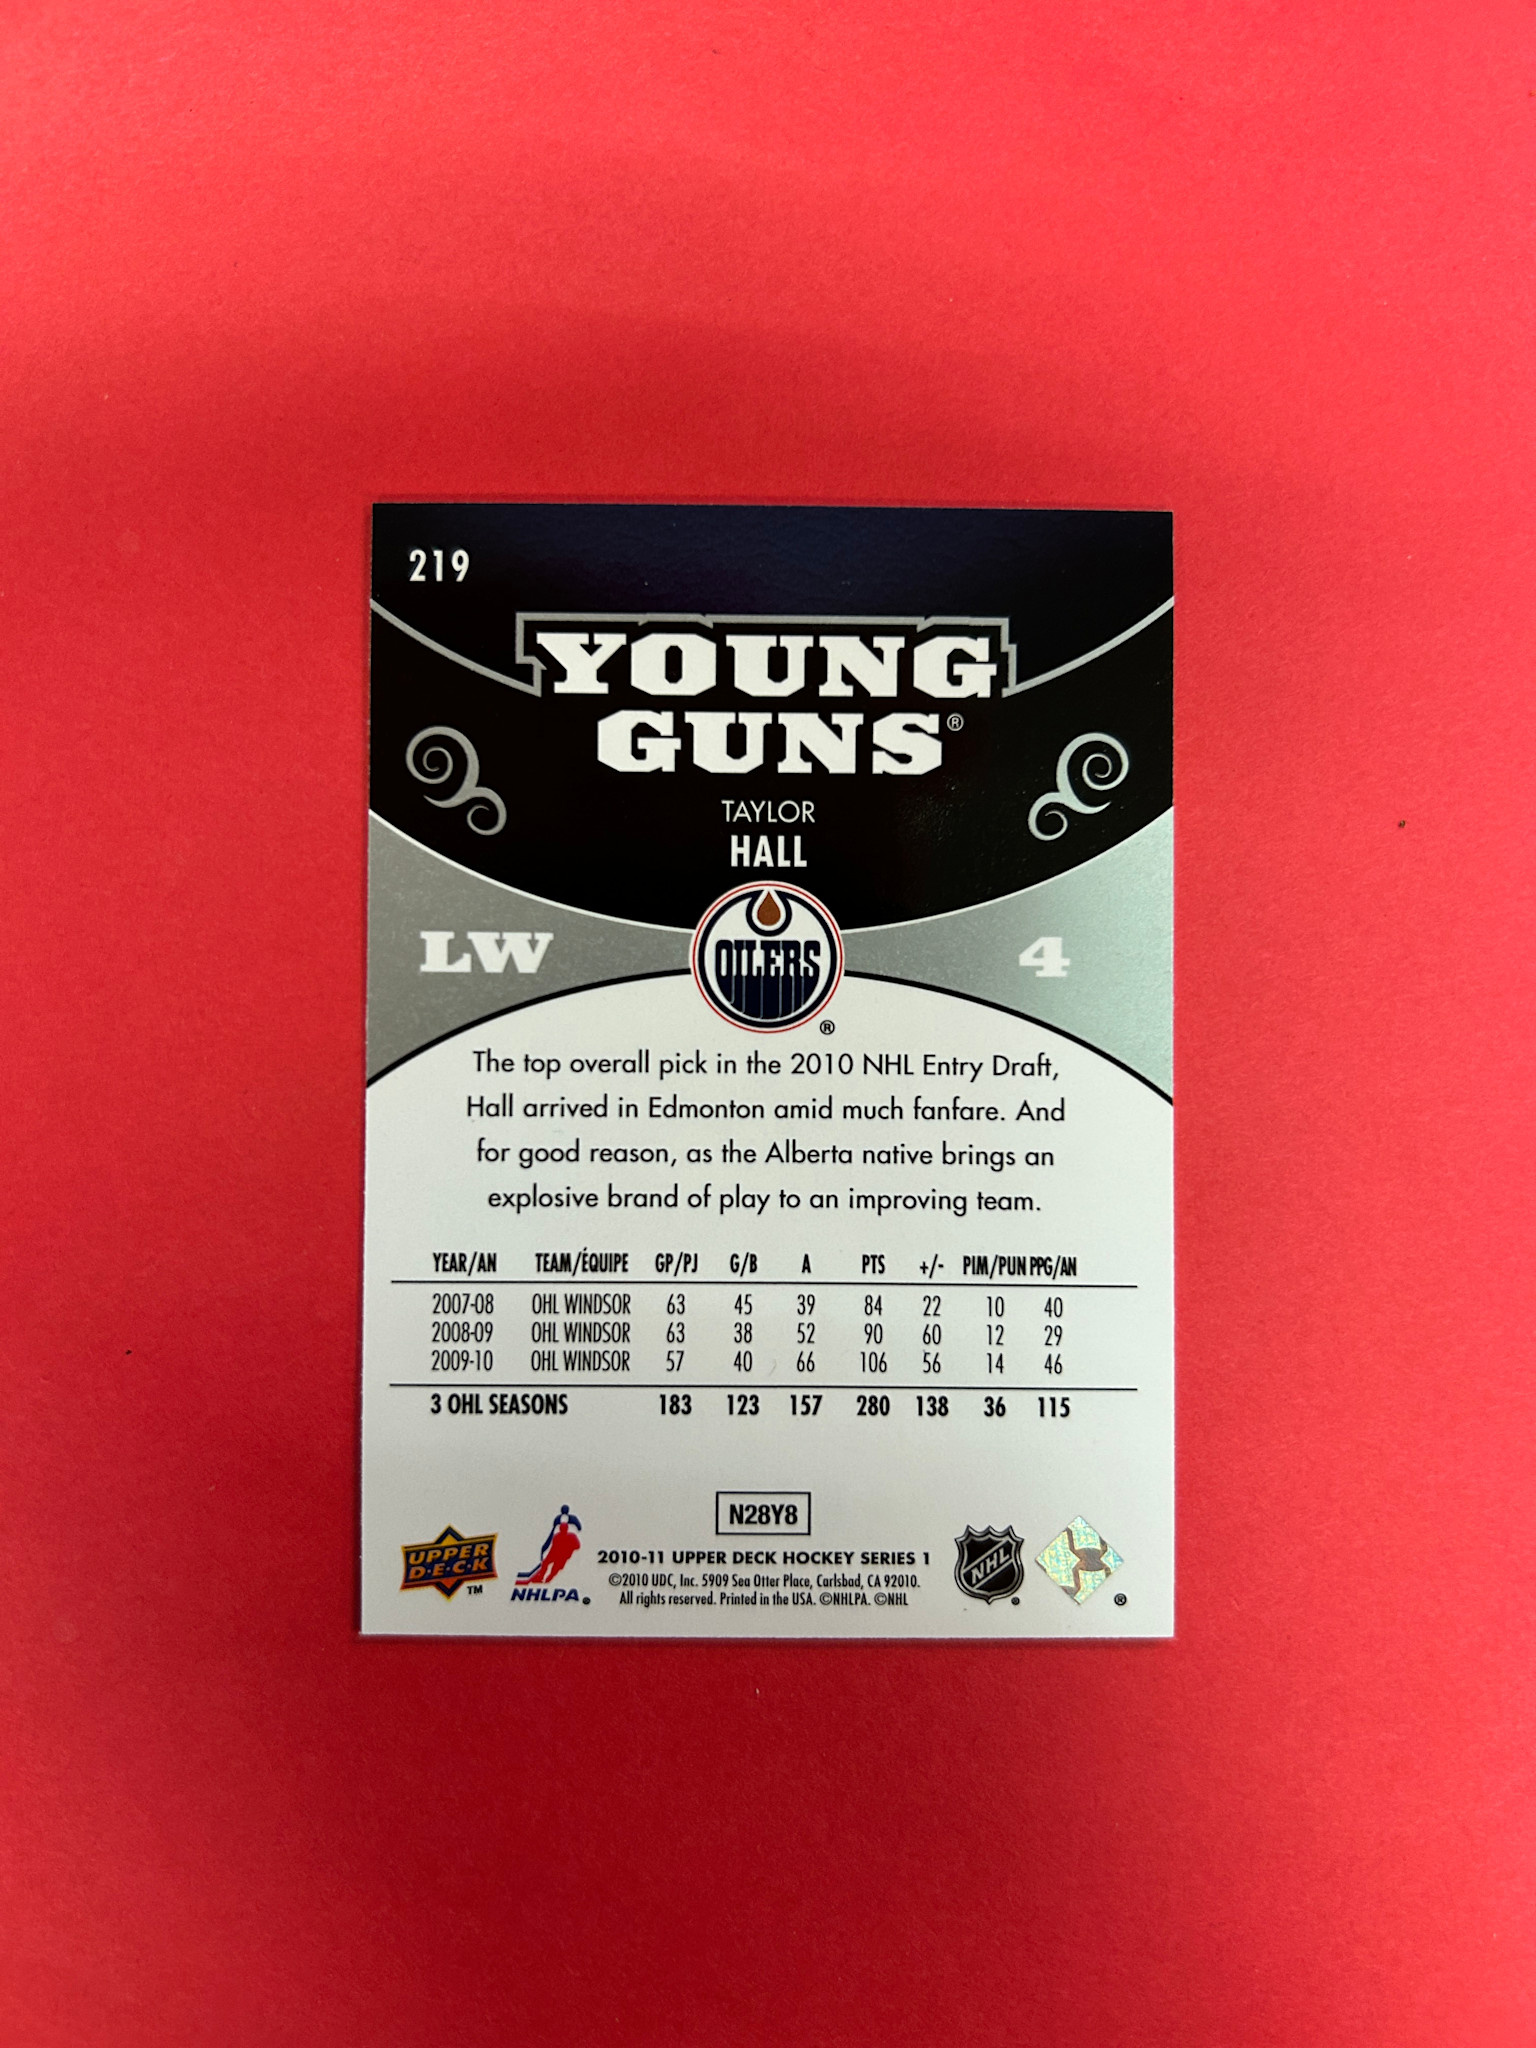 219
YOUNG
GUNS®
TAYLOR
HALL
LW
OILERS
4
®
The top overall pick in the 2010 NHL Entry Draft,
Hall arrived in Edmonton amid much fanfare. And
for good reason, as the Alberta native brings an
explosive brand of play to an improving team.
YEAR/AN TEAM/ÉQUIPE GP/PJ G/B A PTS +/- PIM/PUN PPG/AN
2007-08 OHL WINDSOR 63 45 39 84 22 10 40
2008-09 OHL WINDSOR 63 38 52 90 60 12 29
2009-10 OHL WINDSOR 57 40 66 106 56 14 46
3 OHL SEASONS 183 123 157 280 138 36 115
N28Y8
UPPER
D·E·C·K
TM
NHLPA®
2010-11 UPPER DECK HOCKEY SERIES 1
©2010 UDC, Inc. 5909 Sea Otter Place, Carlsbad, CA 92010.
All rights reserved. Printed in the USA. ©NHLPA. ©NHL
NHL
®
®